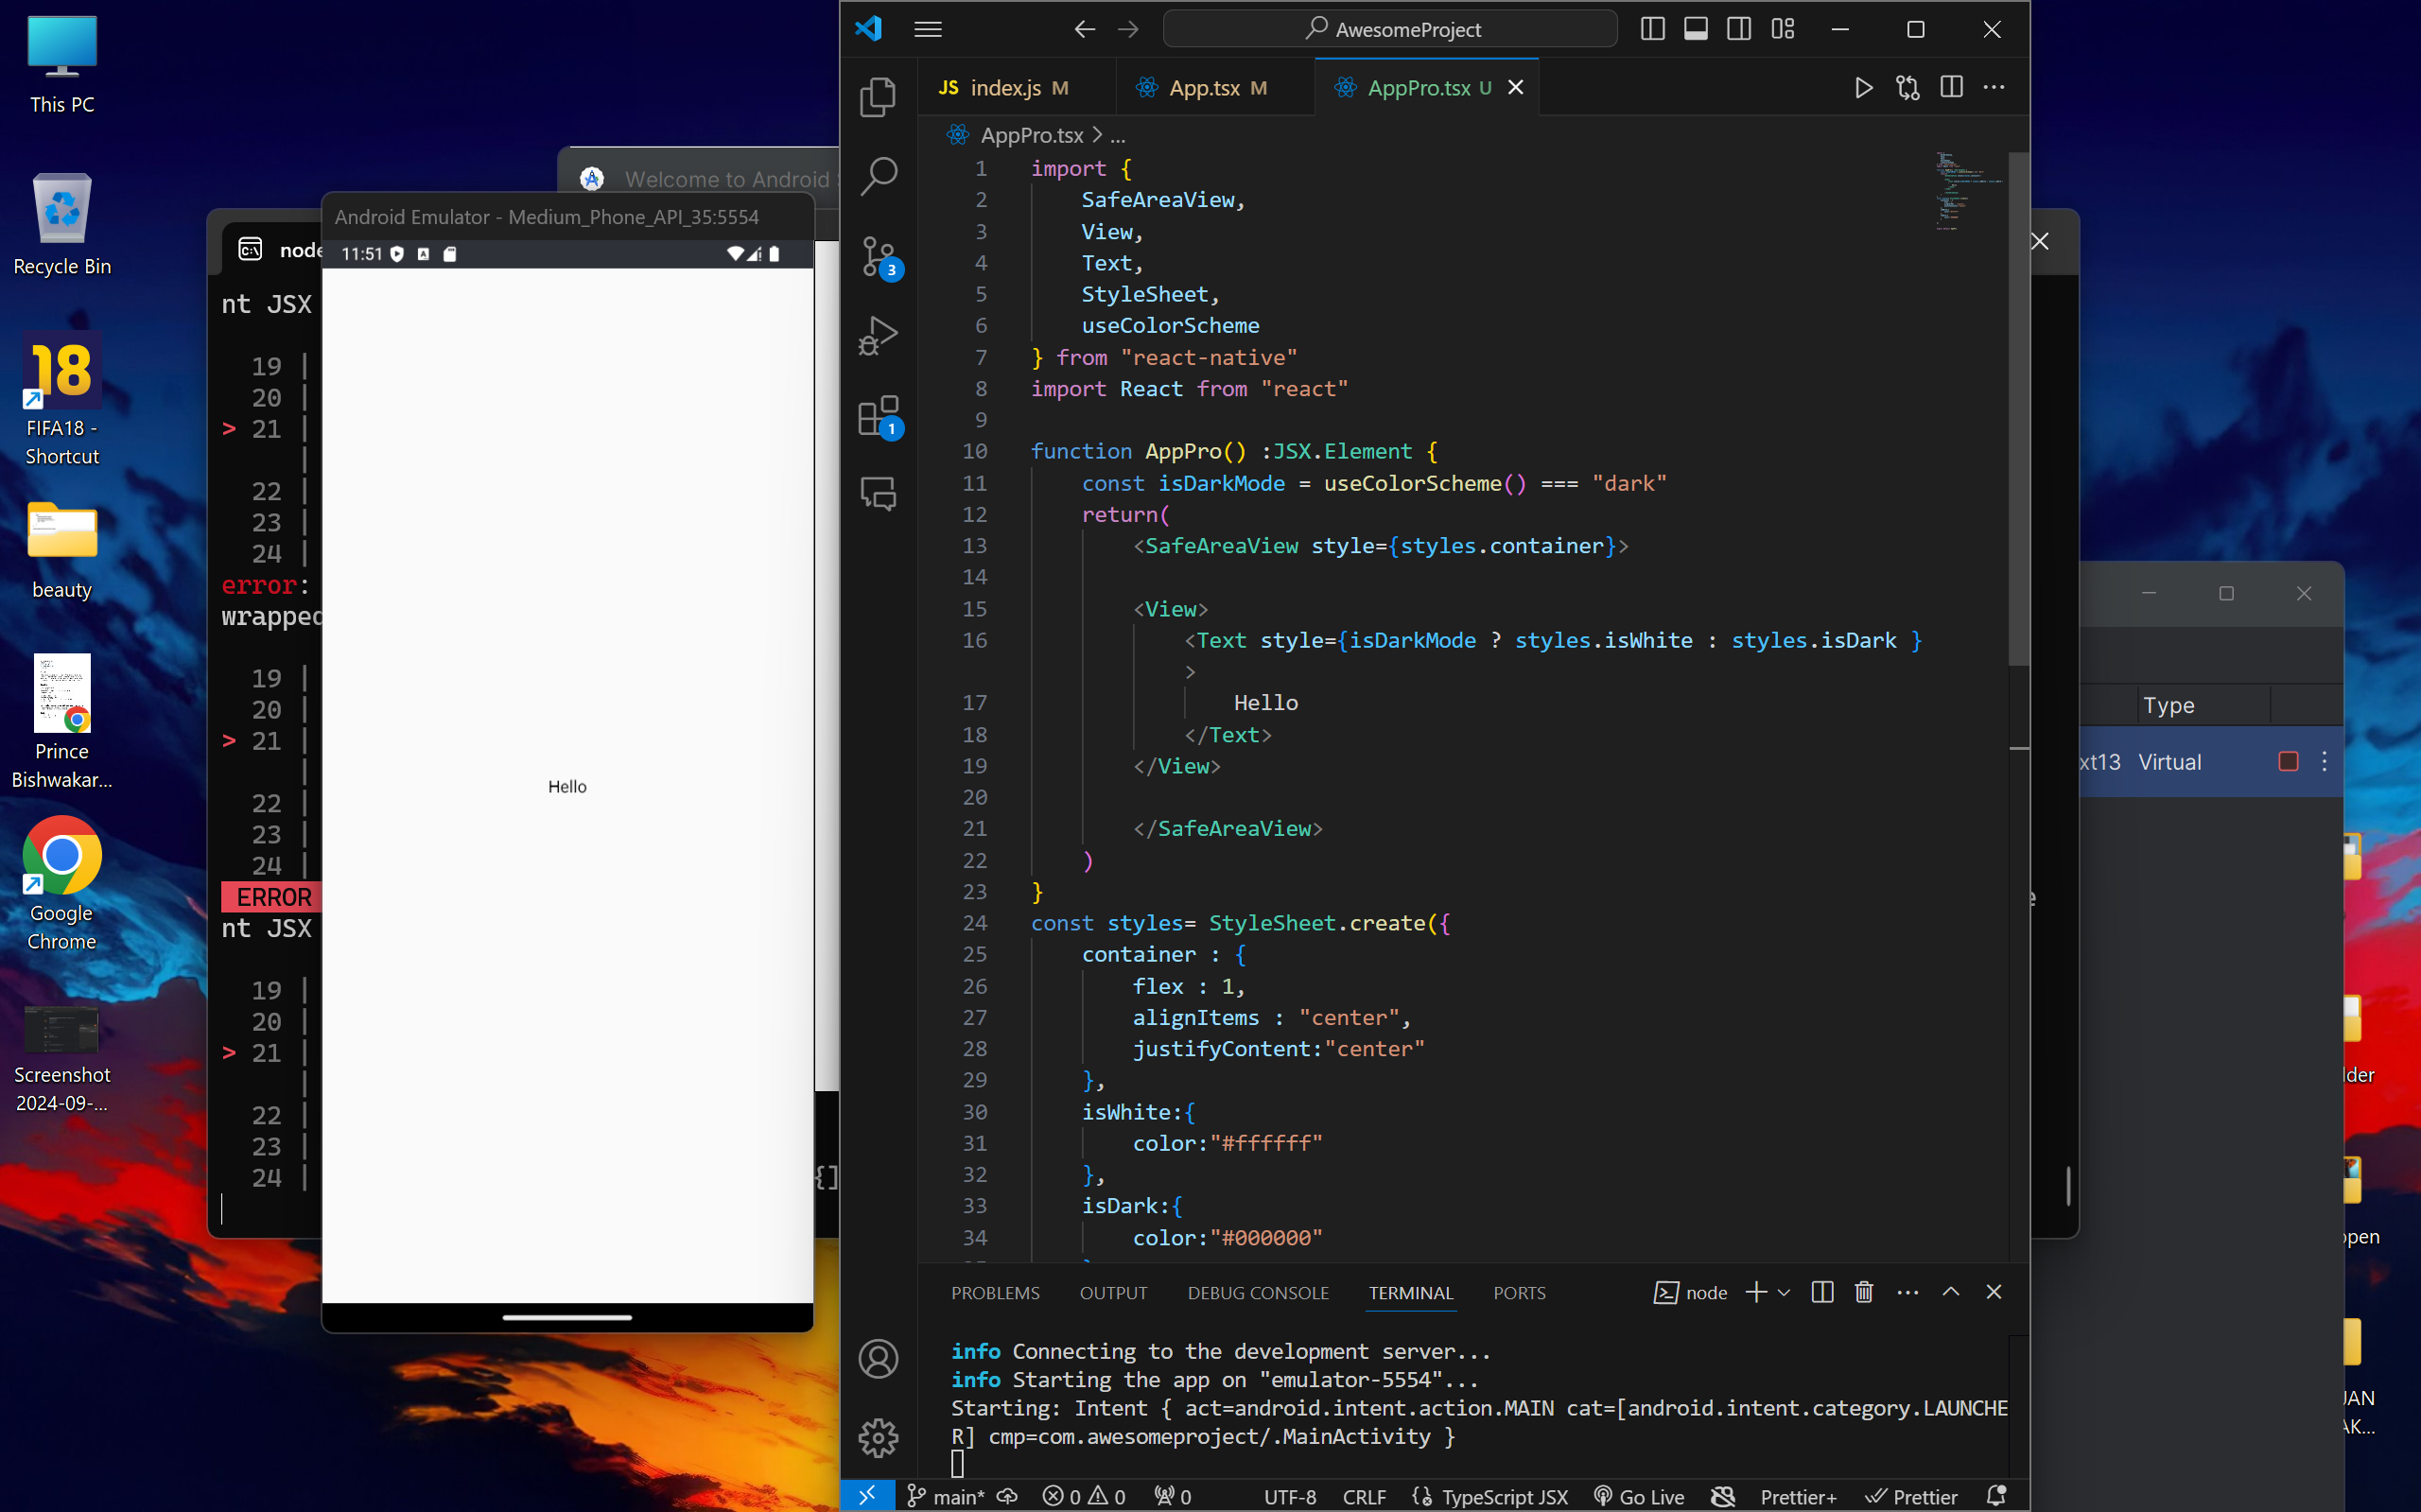 This PC
Recycle Bin
18
FIFA18 -
Shortcut
beauty
Prince
Bishwakar...
Google
Chrome
Screenshot
2024-09-...
Welcome to Android
node
nt JSX
19 |
20 |
> 21 |
|
22 |
23 |
24 |
error:
wrapped
19 |
20 |
> 21 |
|
22 |
23 |
24 |
ERROR
nt JSX
19 |
20 |
> 21 |
|
22 |
23 |
24 |
Android Emulator - Medium_Phone_API_35:5554
11:51
Hello
{}
AwesomeProject
JS index.js M
App.tsx M
AppPro.tsx U
AppPro.tsx > ...
3
1
1 import {
2 SafeAreaView,
3 View,
4 Text,
5 StyleSheet,
6 useColorScheme
7 } from "react-native"
8 import React from "react"
9
10 function AppPro() :JSX.Element {
11 const isDarkMode = useColorScheme() === "dark"
12 return(
13 <SafeAreaView style={styles.container}>
14
15 <View>
16 <Text style={isDarkMode ? styles.isWhite : styles.isDark }
>
17 Hello
18 </Text>
19 </View>
20
21 </SafeAreaView>
22 )
23 }
24 const styles= StyleSheet.create({
25 container : {
26 flex : 1,
27 alignItems : "center",
28 justifyContent:"center"
29 },
30 isWhite:{
31 color:"#ffffff"
32 },
33 isDark:{
34 color:"#000000"
PROBLEMS OUTPUT DEBUG CONSOLE TERMINAL PORTS node
info Connecting to the development server...
info Starting the app on "emulator-5554"...
Starting: Intent { act=android.intent.action.MAIN cat=[android.intent.category.LAUNCHE
R] cmp=com.awesomeproject/.MainActivity }
main* 0 0 0 UTF-8 CRLF TypeScript JSX Go Live Prettier+ Prettier
Type
xt13 Virtual
lder
open